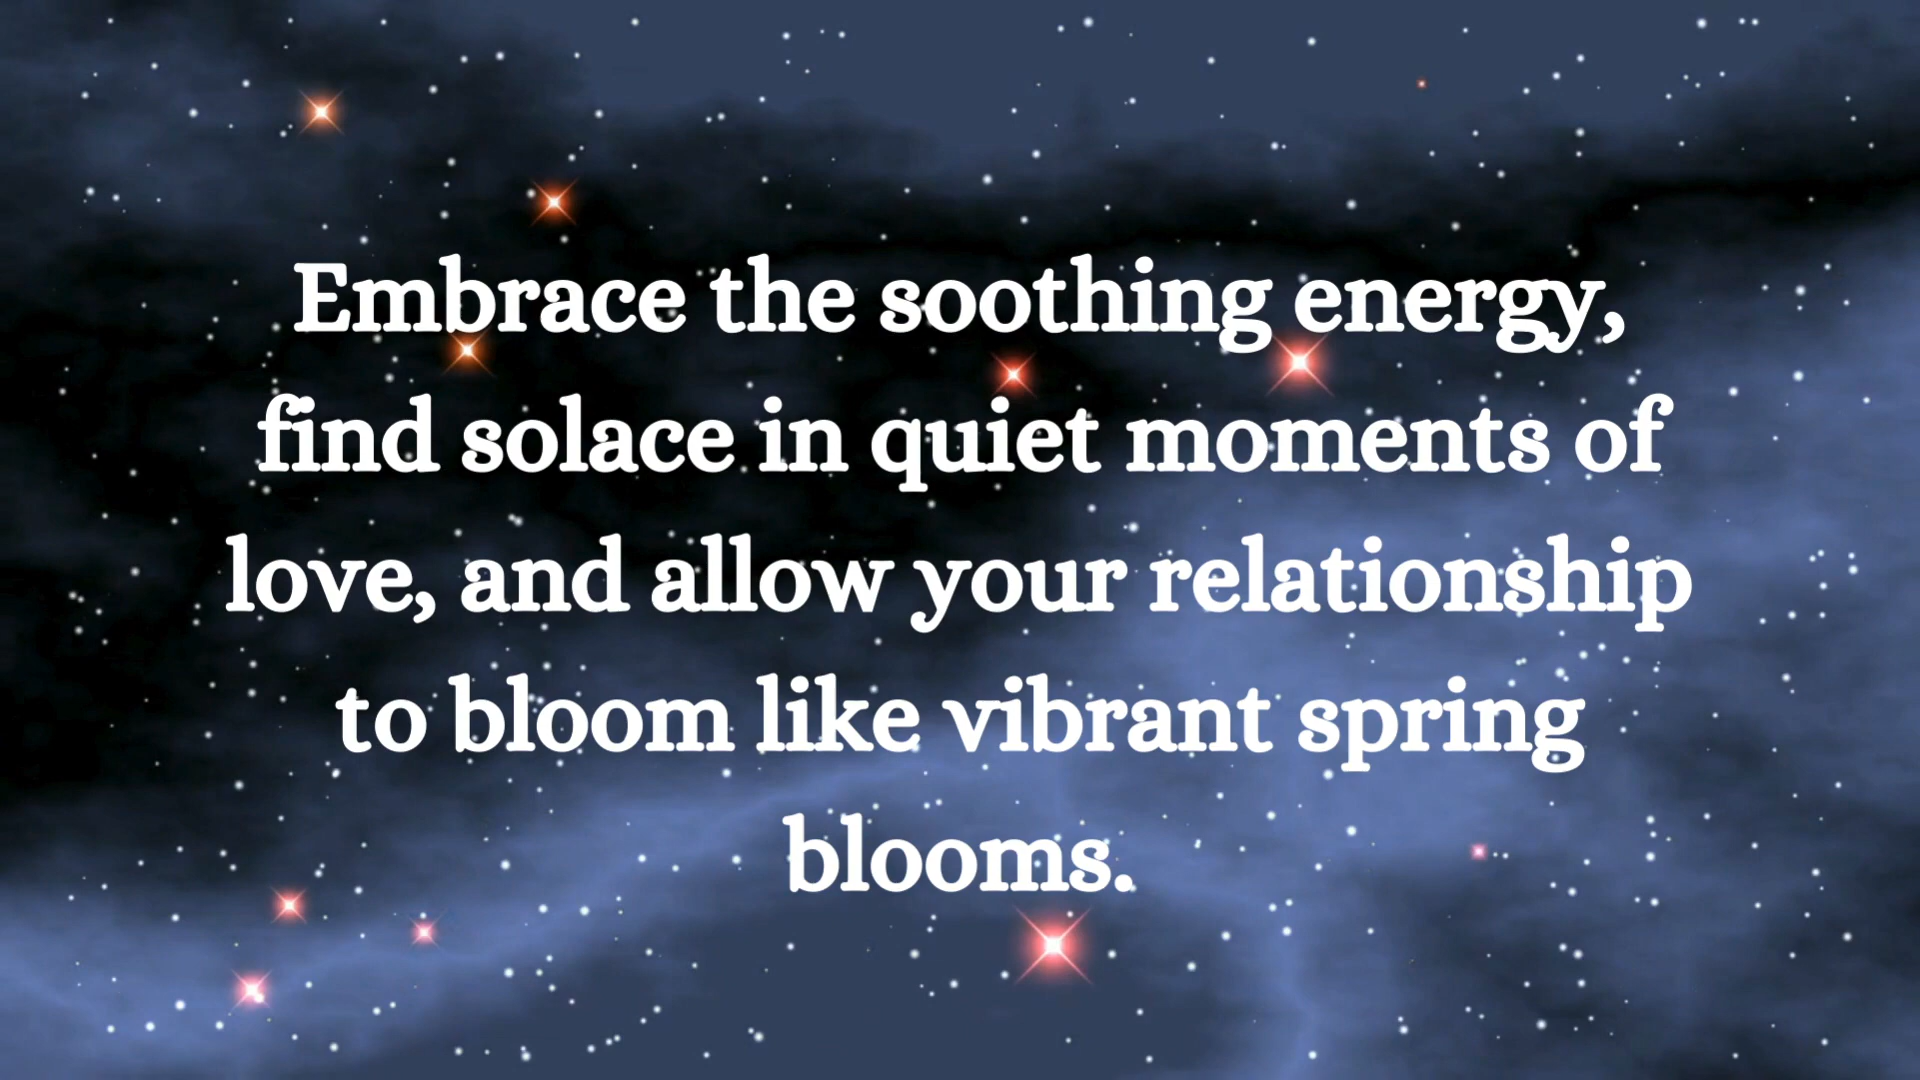 Embrace the soothing energy,
find solace in quiet moments of
love, and allow your relationship
to bloom like vibrant spring
blooms.